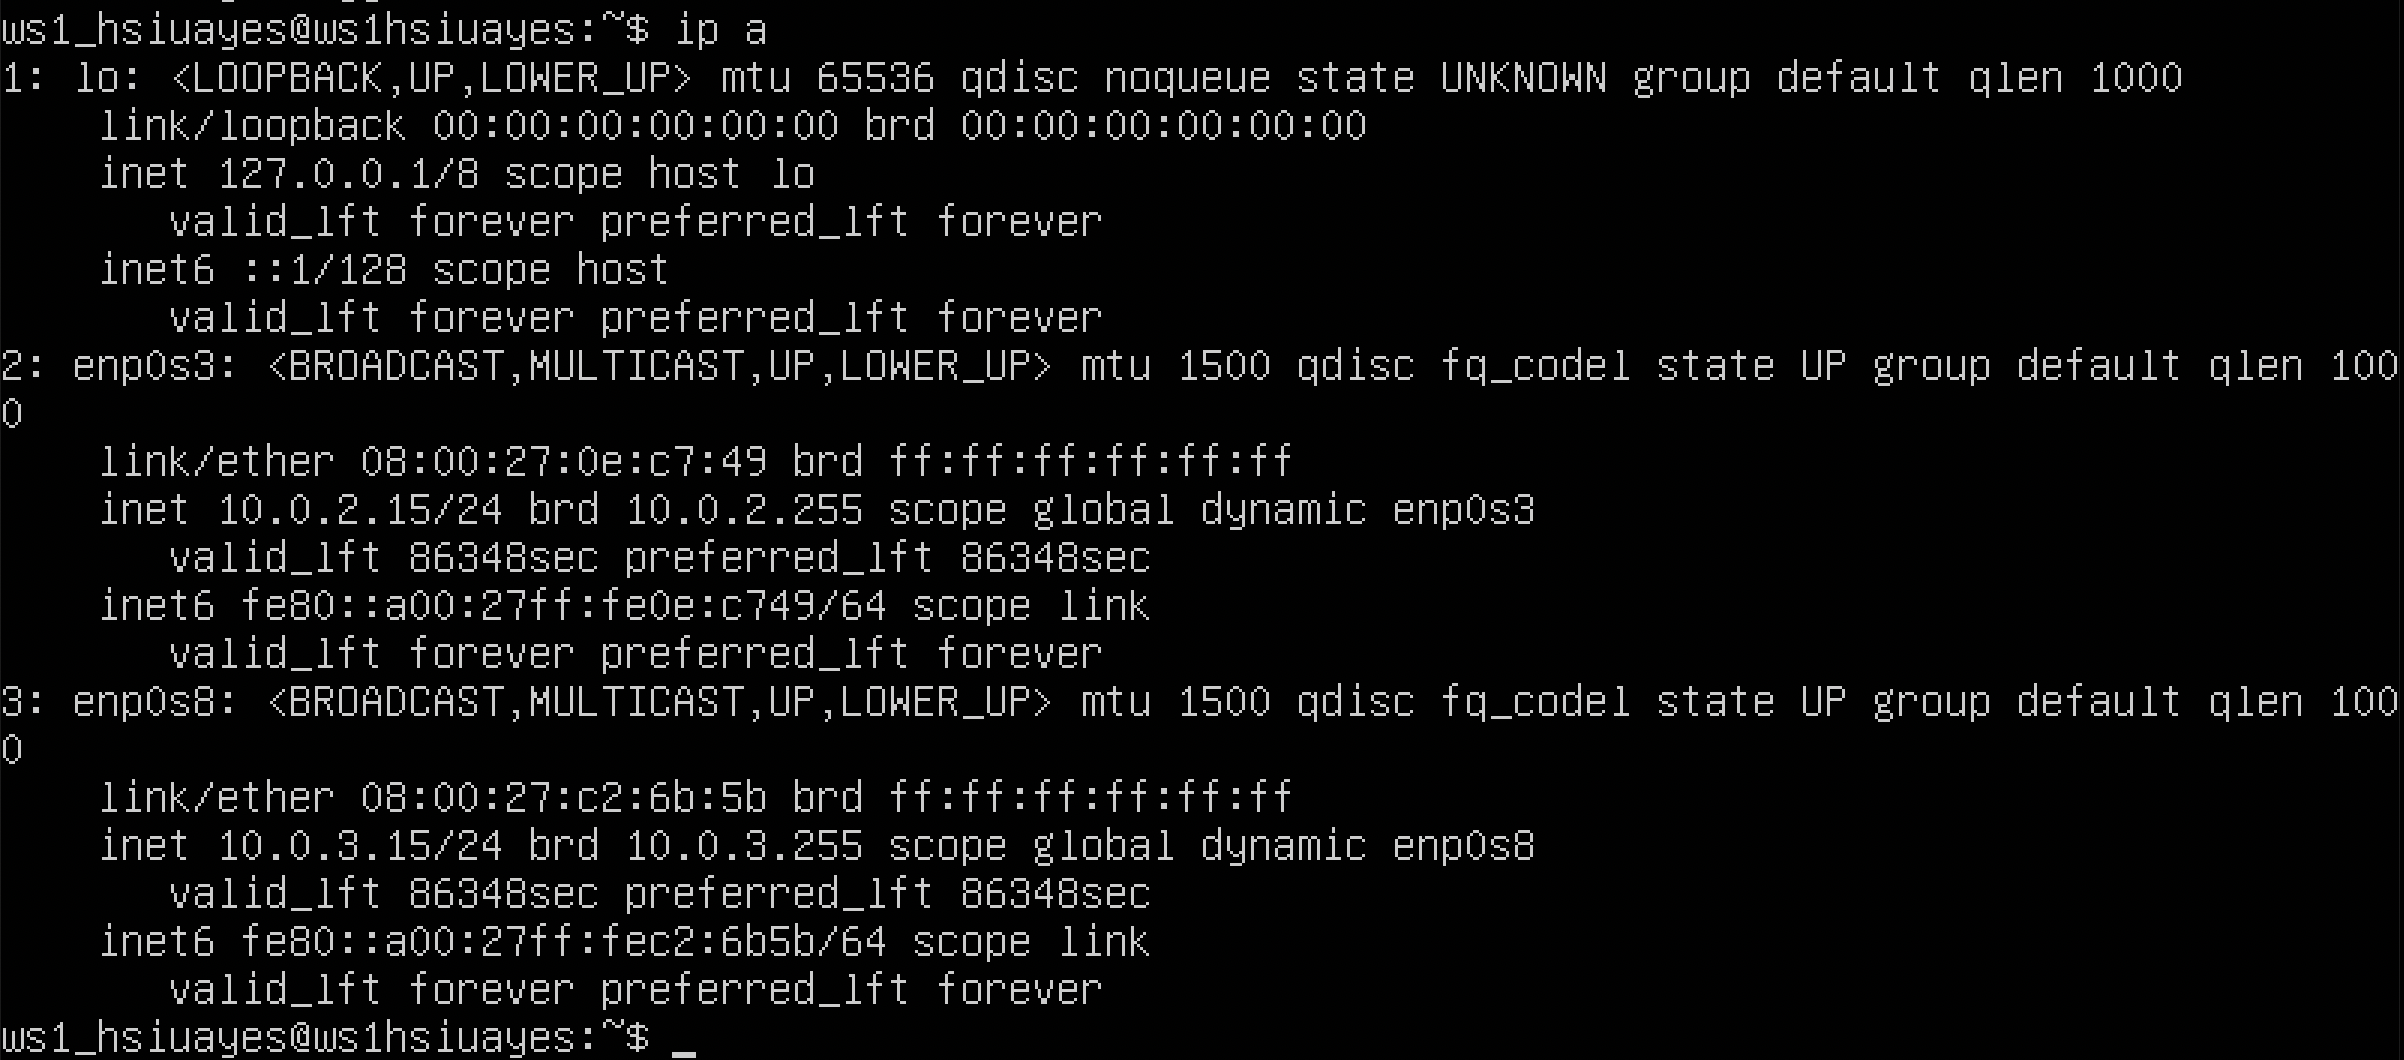 ws1_hsiuayes@ws1hsiuayes:~$ ip a
1: lo: <LOOPBACK,UP,LOWER_UP> mtu 65536 qdisc noqueue state UNKNOWN group default qlen 1000
    link/loopback 00:00:00:00:00:00 brd 00:00:00:00:00:00
    inet 127.0.0.1/8 scope host lo
       valid_lft forever preferred_lft forever
    inet6 ::1/128 scope host
       valid_lft forever preferred_lft forever
2: enp0s3: <BROADCAST,MULTICAST,UP,LOWER_UP> mtu 1500 qdisc fq_codel state UP group default qlen 100
0
    link/ether 08:00:27:0e:c7:49 brd ff:ff:ff:ff:ff:ff
    inet 10.0.2.15/24 brd 10.0.2.255 scope global dynamic enp0s3
       valid_lft 86348sec preferred_lft 86348sec
    inet6 fe80::a00:27ff:fe0e:c749/64 scope link
       valid_lft forever preferred_lft forever
3: enp0s8: <BROADCAST,MULTICAST,UP,LOWER_UP> mtu 1500 qdisc fq_codel state UP group default qlen 100
0
    link/ether 08:00:27:c2:6b:5b brd ff:ff:ff:ff:ff:ff
    inet 10.0.3.15/24 brd 10.0.3.255 scope global dynamic enp0s8
       valid_lft 86348sec preferred_lft 86348sec
    inet6 fe80::a00:27ff:fec2:6b5b/64 scope link
       valid_lft forever preferred_lft forever
ws1_hsiuayes@ws1hsiuayes:~$ _